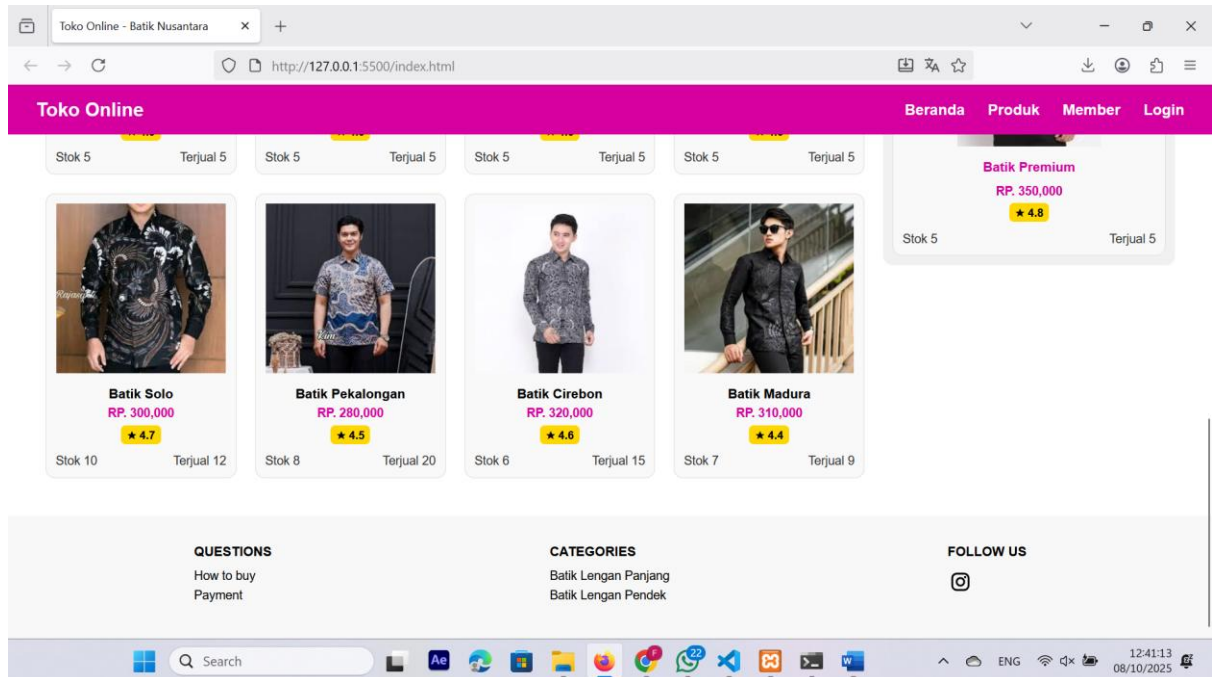 Toko Online - Batik Nusantara
http://127.0.0.1:5500/index.html
Toko Online
Beranda Produk Member Login
Stok 5 Terjual 5 Stok 5 Terjual 5 Stok 5 Terjual 5 Stok 5 Terjual 5
Batik Premium
RP. 350,000
★ 4.8
Stok 5 Terjual 5
Kim
Batik Solo Batik Pekalongan Batik Cirebon Batik Madura
RP. 300,000 RP. 280,000 RP. 320,000 RP. 310,000
★ 4.7 ★ 4.5 ★ 4.6 ★ 4.4
Stok 10 Terjual 12 Stok 8 Terjual 20 Stok 6 Terjual 15 Stok 7 Terjual 9
QUESTIONS CATEGORIES FOLLOW US
How to buy Batik Lengan Panjang
Payment Batik Lengan Pendek
Search Ae F 22 W ENG 12:41:13
08/10/2025